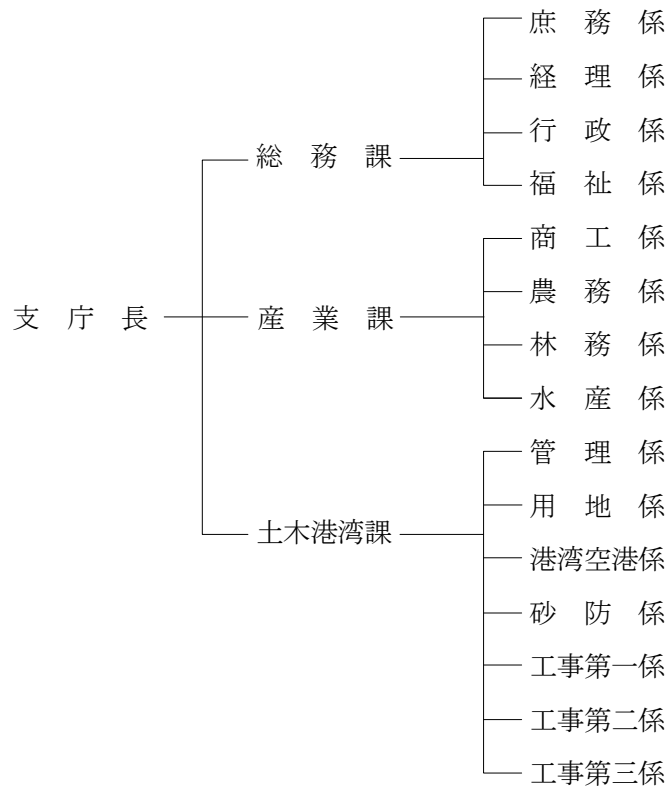 支庁長
総務課
庶務係
経理係
行政係
福祉係
産業課
商工係
農務係
林務係
水産係
土木港湾課
管理係
用地係
港湾空港係
砂防係
工事第一係
工事第二係
工事第三係